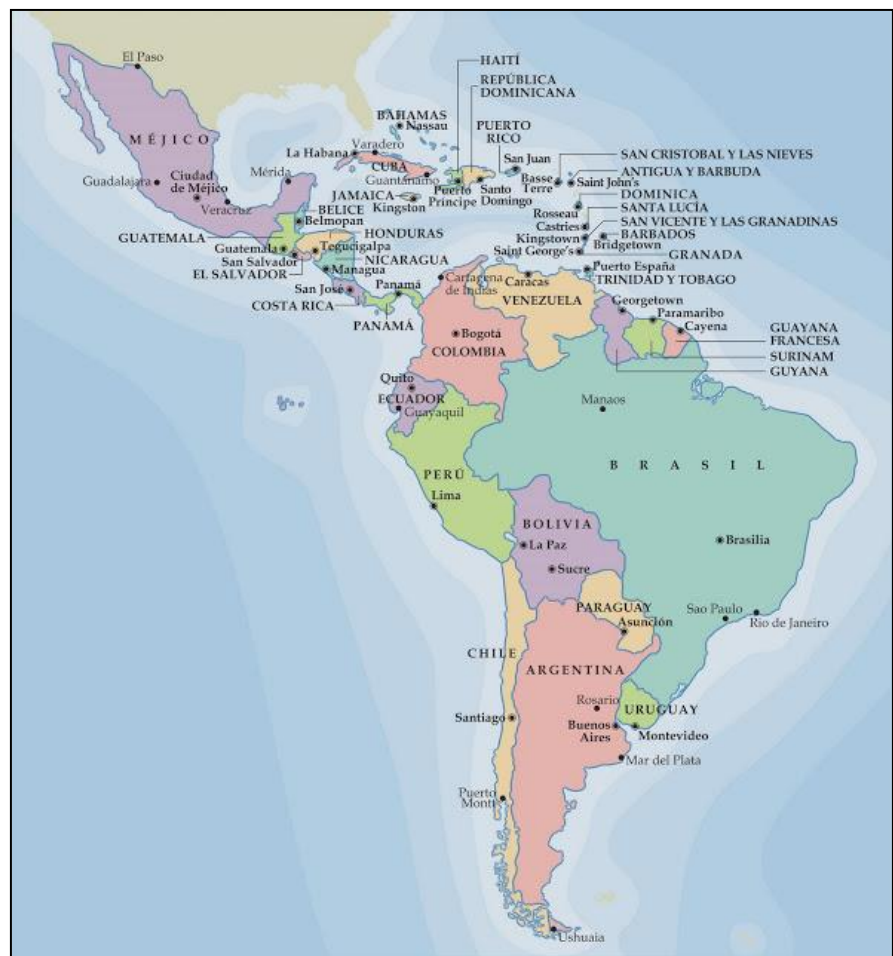 El Paso
MÉJICO
Guadalajara
Ciudad
de Méjico
Veracruz
Mérida
BAHAMAS
Nassau
La Habana
Varadero
CUBA
Guantánamo
HAITÍ
REPÚBLICA
DOMINICANA
PUERTO
RICO
San Juan
JAMAICA
Kingston
Puerto
Príncipe
Santo
Domingo
Basse
Terre
SAN CRISTOBAL Y LAS NIEVES
ANTIGUA Y BARBUDA
Saint John's
DOMINICA
Rosseau
SANTA LUCÍA
Castries
SAN VICENTE Y LAS GRANADINAS
Kingstown
BARBADOS
Bridgetown
Saint George's
GRANADA
Puerto España
TRINIDAD Y TOBAGO
BELICE
Belmopan
GUATEMALA
Guatemala
HONDURAS
Tegucigalpa
San Salvador
EL SALVADOR
NICARAGUA
Managua
San José
COSTA RICA
Panamá
PANAMÁ
Cartagena
de Indias
Caracas
VENEZUELA
Georgetown
Paramaribo
Cayena
GUAYANA
FRANCESA
SURINAM
GUYANA
Bogotá
COLOMBIA
Quito
ECUADOR
Guayaquil
Manaos
BRASIL
PERÚ
Lima
BOLIVIA
La Paz
Sucre
Brasilia
PARAGUAY
Asunción
Sao Paulo
Rio de Janeiro
CHILE
ARGENTINA
Rosario
URUGUAY
Santiago
Buenos
Aires
Montevideo
Mar del Plata
Puerto
Montt
Ushuaia